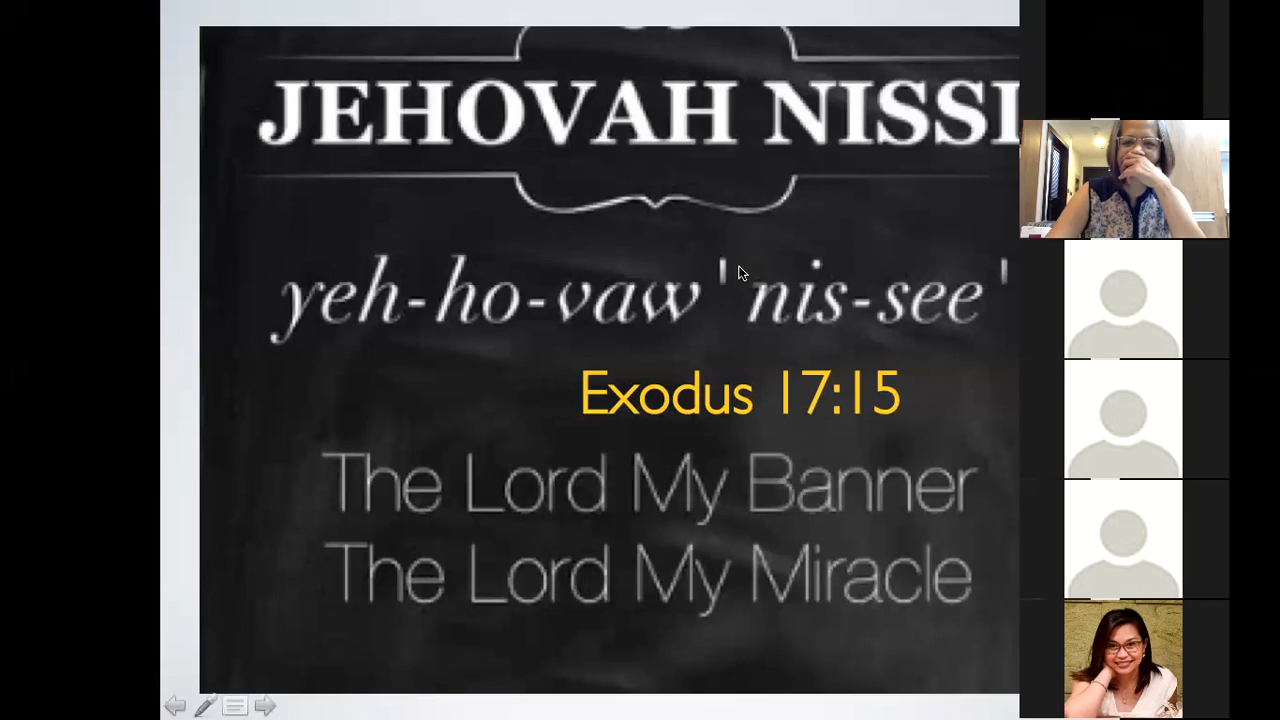 JEHOVAH NISSI
yeh-ho-vaw' nis-see'
Exodus 17:15
The Lord My Banner
The Lord My Miracle